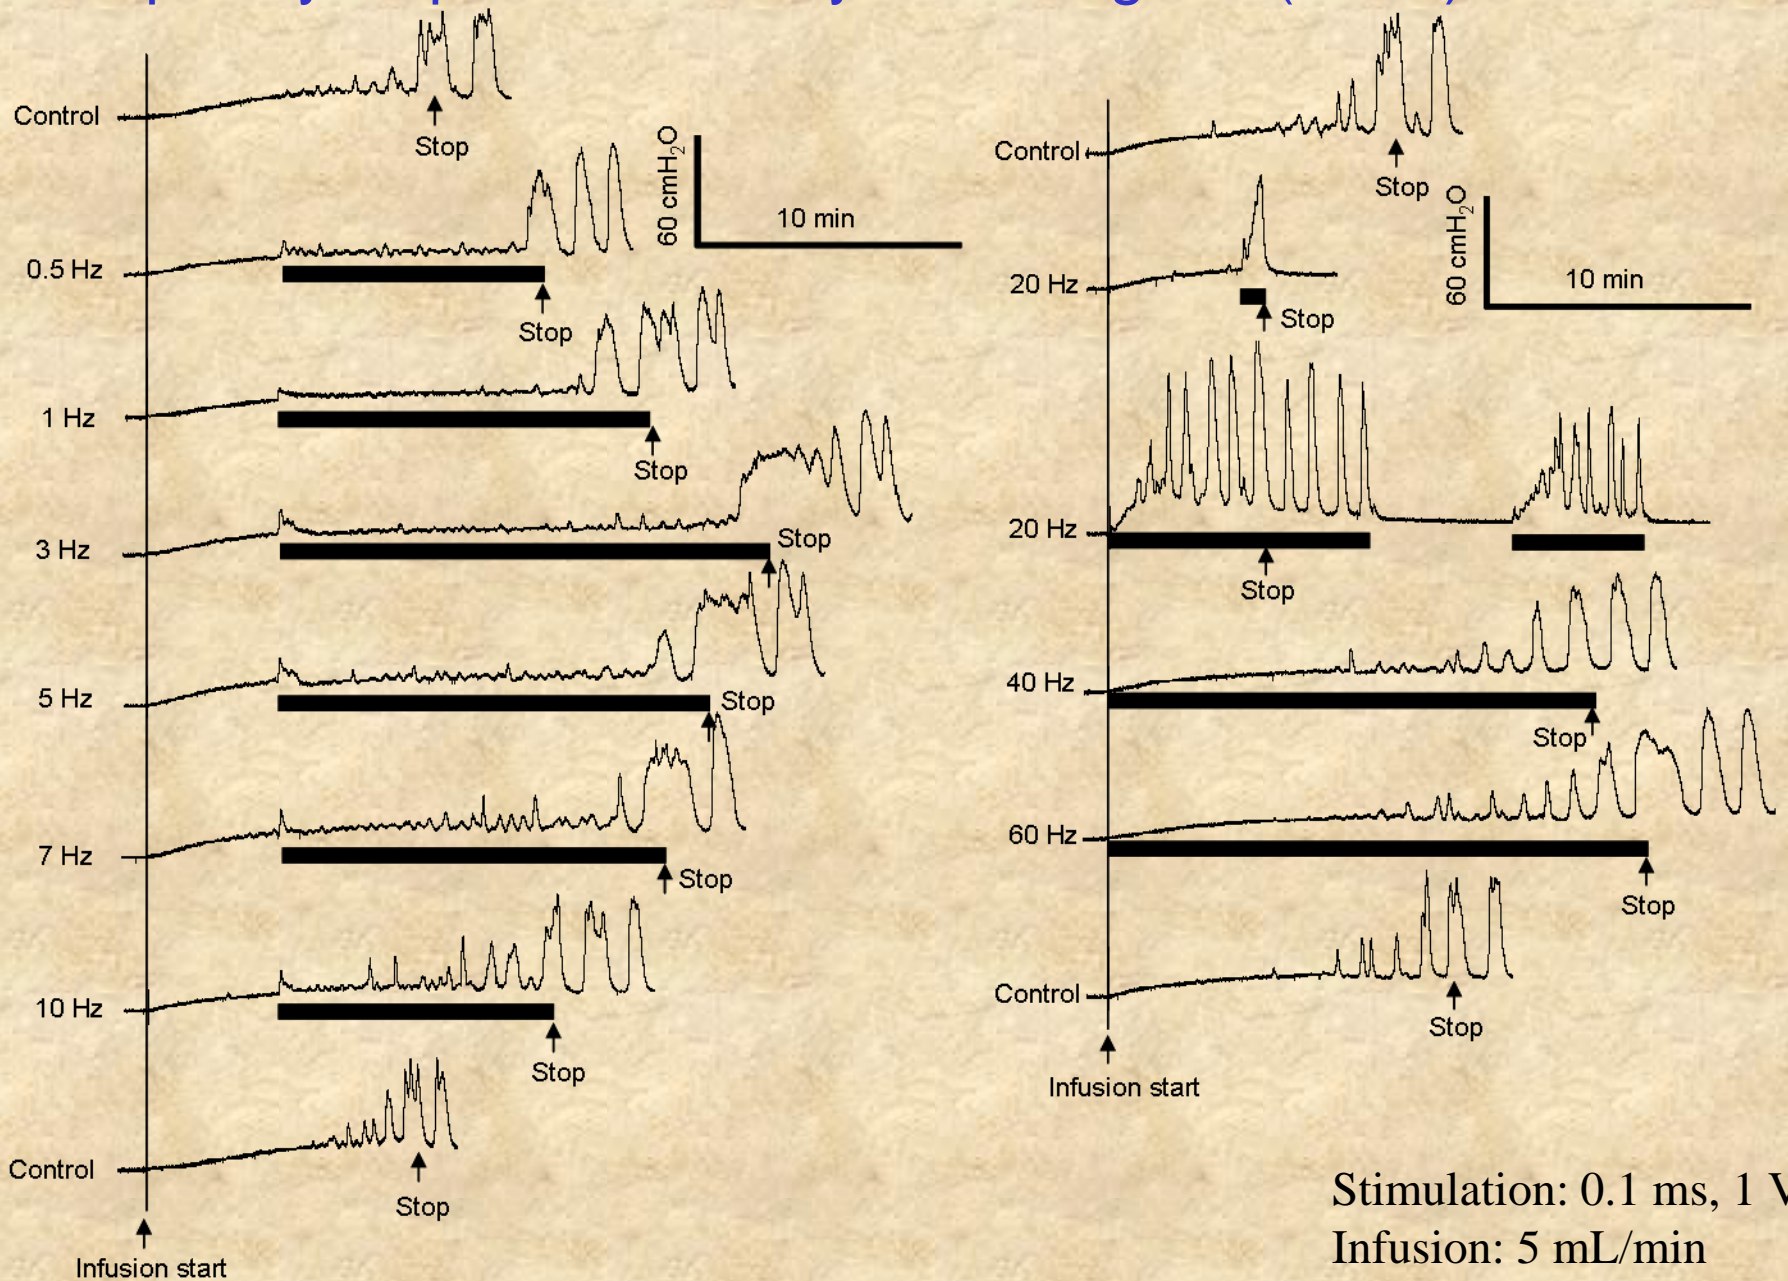 Control
Stop
60 cmH₂O
10 min
0.5 Hz
Stop
1 Hz
Stop
3 Hz
Stop
5 Hz
Stop
7 Hz
Stop
10 Hz
Stop
Control
Stop
Infusion start
Control
Stop
60 cmH₂O
10 min
20 Hz
Stop
20 Hz
Stop
40 Hz
Stop
60 Hz
Stop
Control
Stop
Infusion start
Stimulation: 0.1 ms, 1 V
Infusion: 5 mL/min